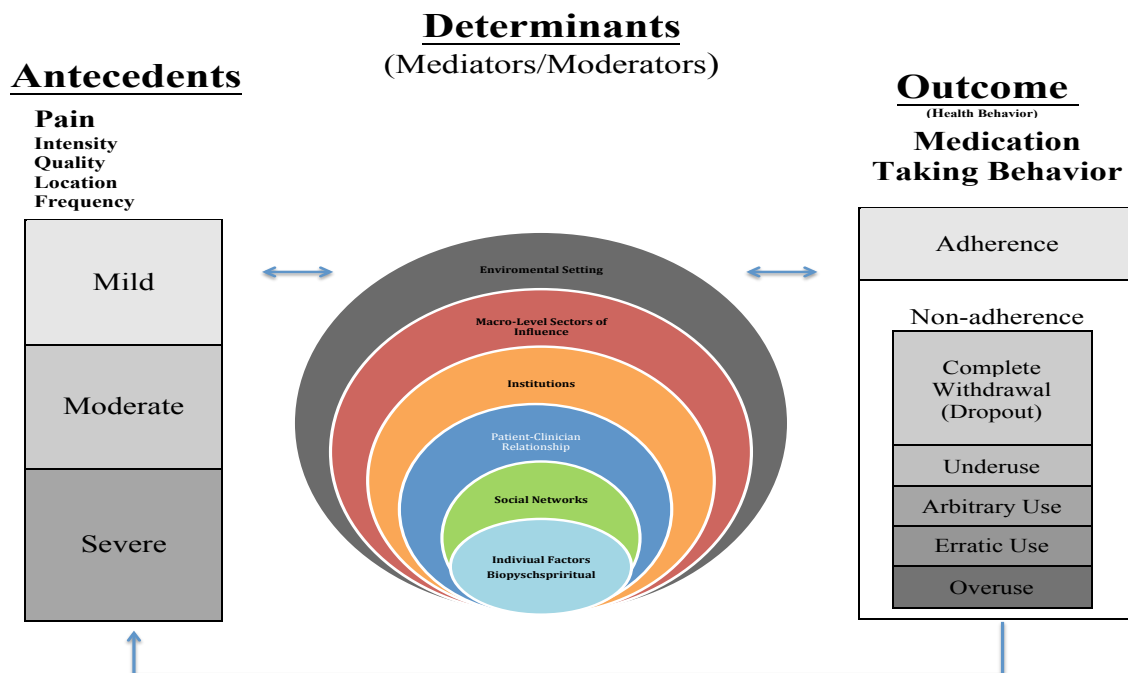 Antecedents
Pain
Intensity
Quality
Location
Frequency
Mild
Moderate
Severe
Determinants
(Mediators/Moderators)
Enviromental Setting
Macro-Level Sectors of
Influence
Institutions
Patient-Clinician
Relationship
Social Networks
Indiviual Factors
Biopyschspriritual
Outcome
(Health Behavior)
Medication
Taking Behavior
Adherence
Non-adherence
Complete
Withdrawal
(Dropout)
Underuse
Arbitrary Use
Erratic Use
Overuse